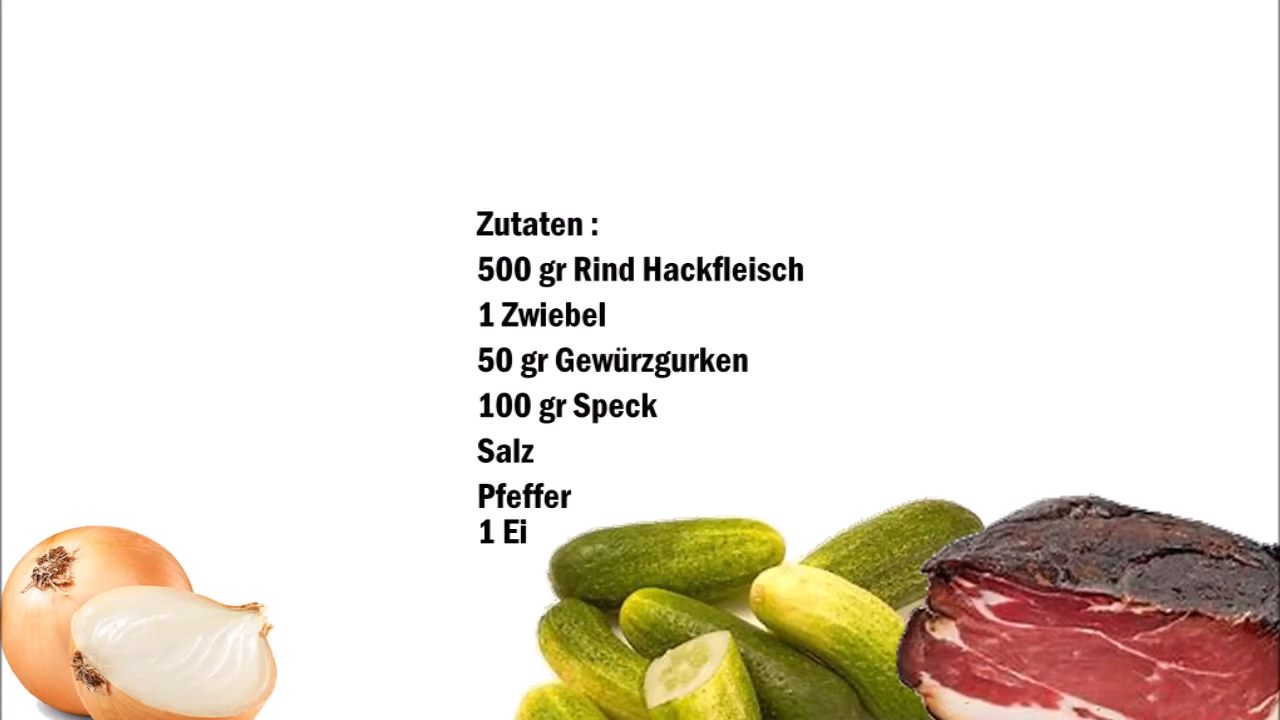 Zutaten :
500 gr Rind Hackfleisch
1 Zwiebel
50 gr Gewürzgurken
100 gr Speck
Salz
Pfeffer
1 Ei